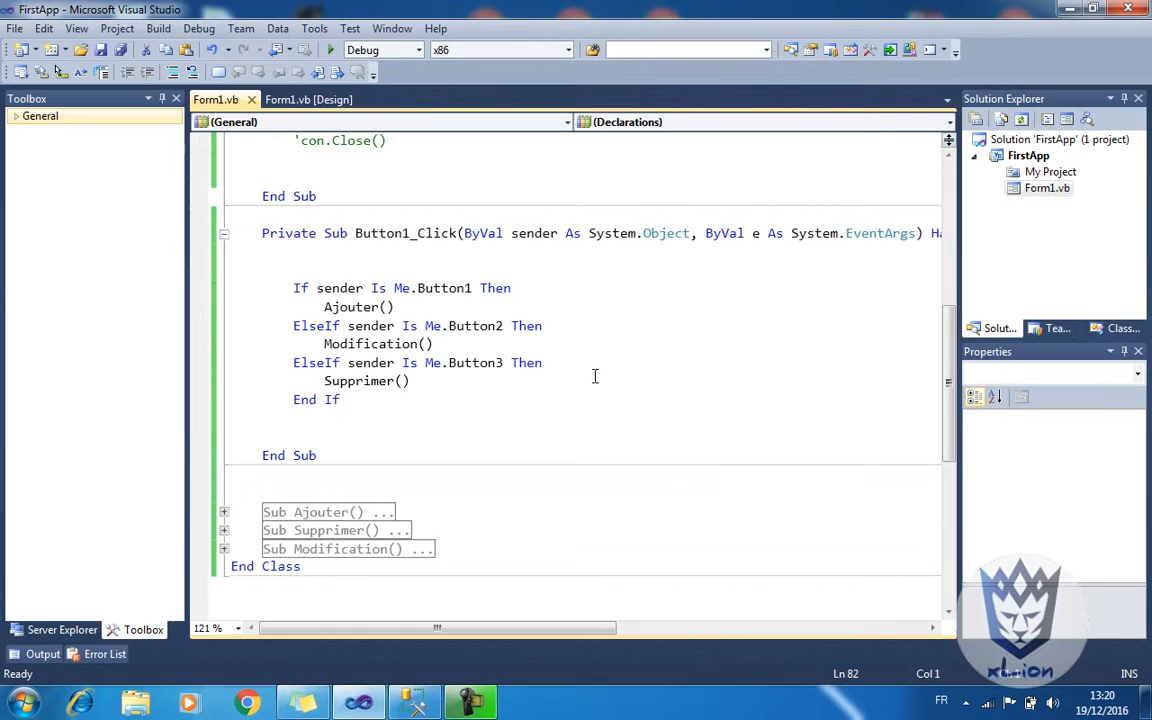 FirstApp - Microsoft Visual Studio
File Edit View Project Build Debug Team Data Tools Test Window Help
Debug x86
Toolbox
General
Form1.vb Form1.vb [Design]
(General) (Declarations)
'con.Close()
End Sub
Private Sub Button1_Click(ByVal sender As System.Object, ByVal e As System.EventArgs) Ha
If sender Is Me.Button1 Then
Ajouter()
ElseIf sender Is Me.Button2 Then
Modification()
ElseIf sender Is Me.Button3 Then
Supprimer()
End If
End Sub
Sub Ajouter() ...
Sub Supprimer() ...
Sub Modification() ...
End Class
121 %
Solution Explorer
Solution 'FirstApp' (1 project)
FirstApp
My Project
Form1.vb
Solut... Tea... Class...
Properties
Server Explorer Toolbox
Output Error List
Ready Ln 82 Col 1 INS
xlnion
FR 13:20
19/12/2016